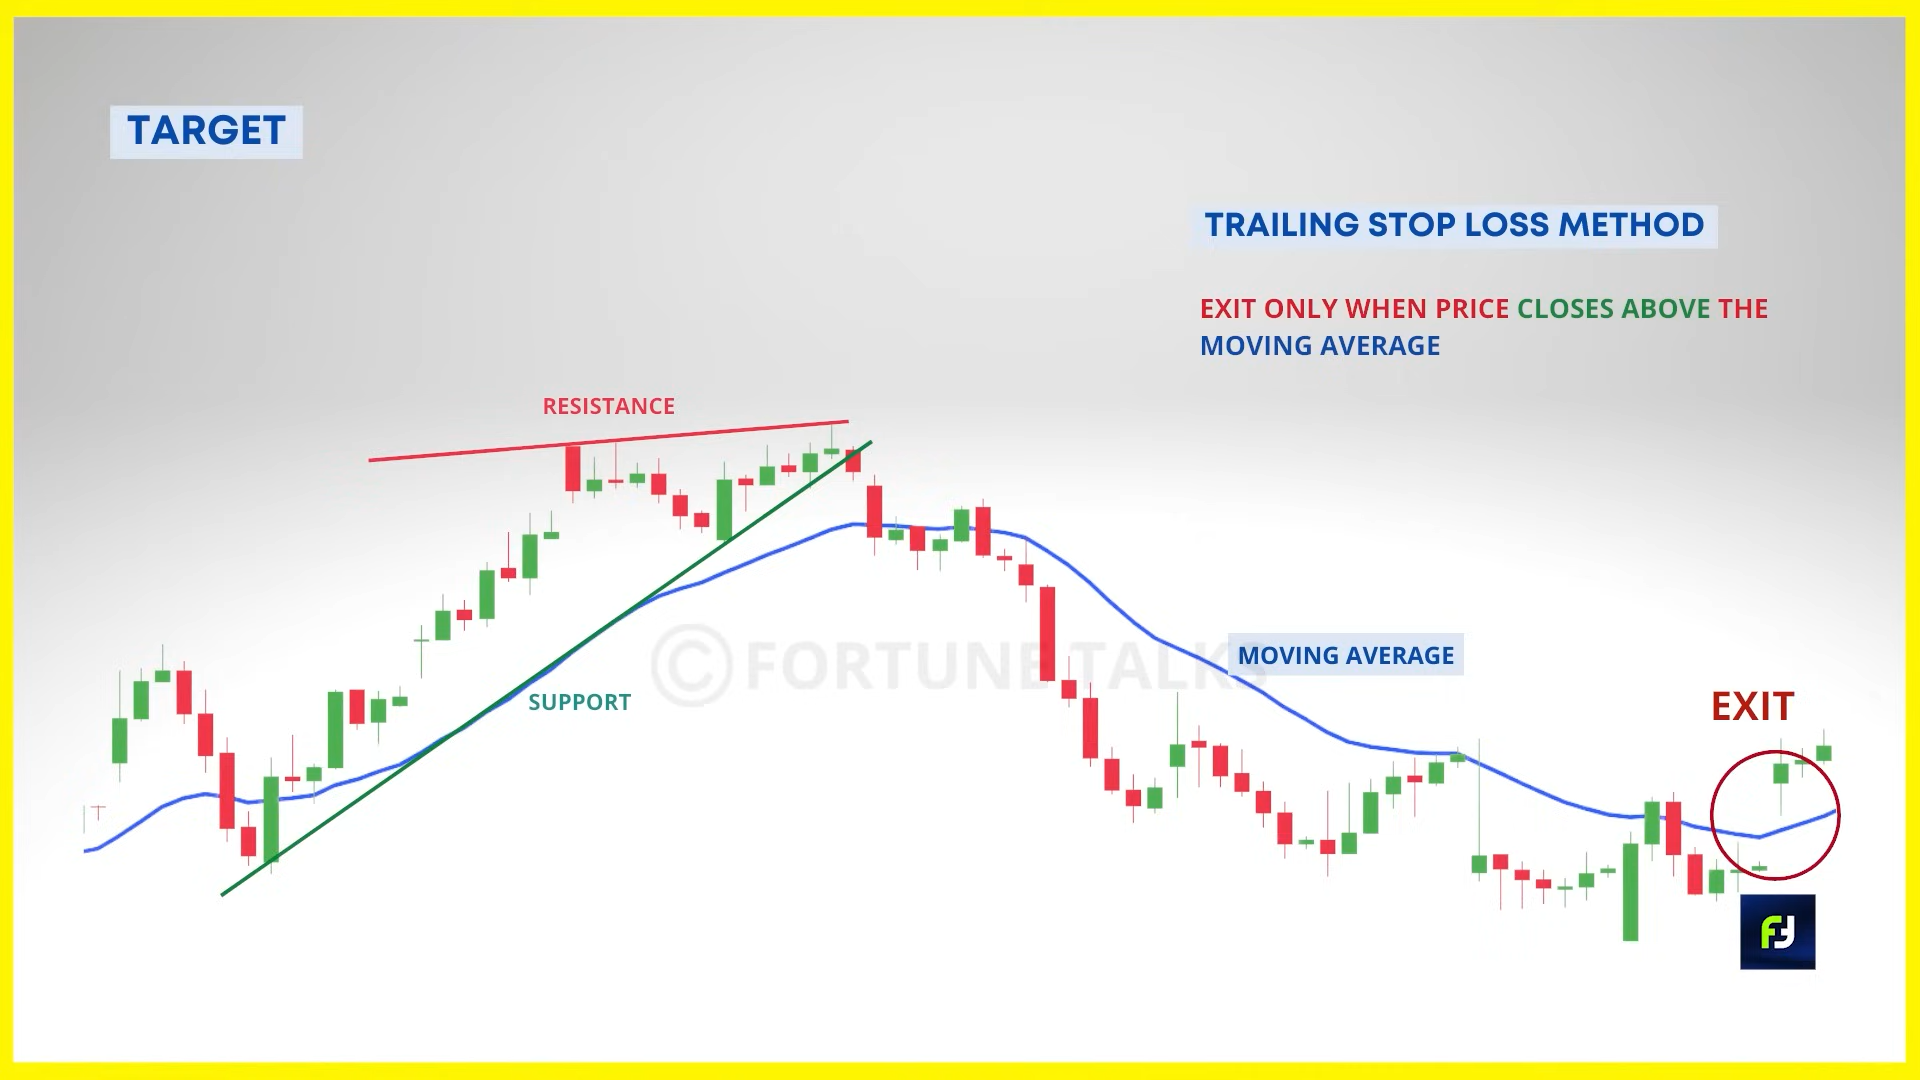 TARGET
TRAILING STOP LOSS METHOD
EXIT ONLY WHEN PRICE CLOSES ABOVE THE
MOVING AVERAGE
RESISTANCE
© FORTUNE TALKS
MOVING AVERAGE
SUPPORT
EXIT